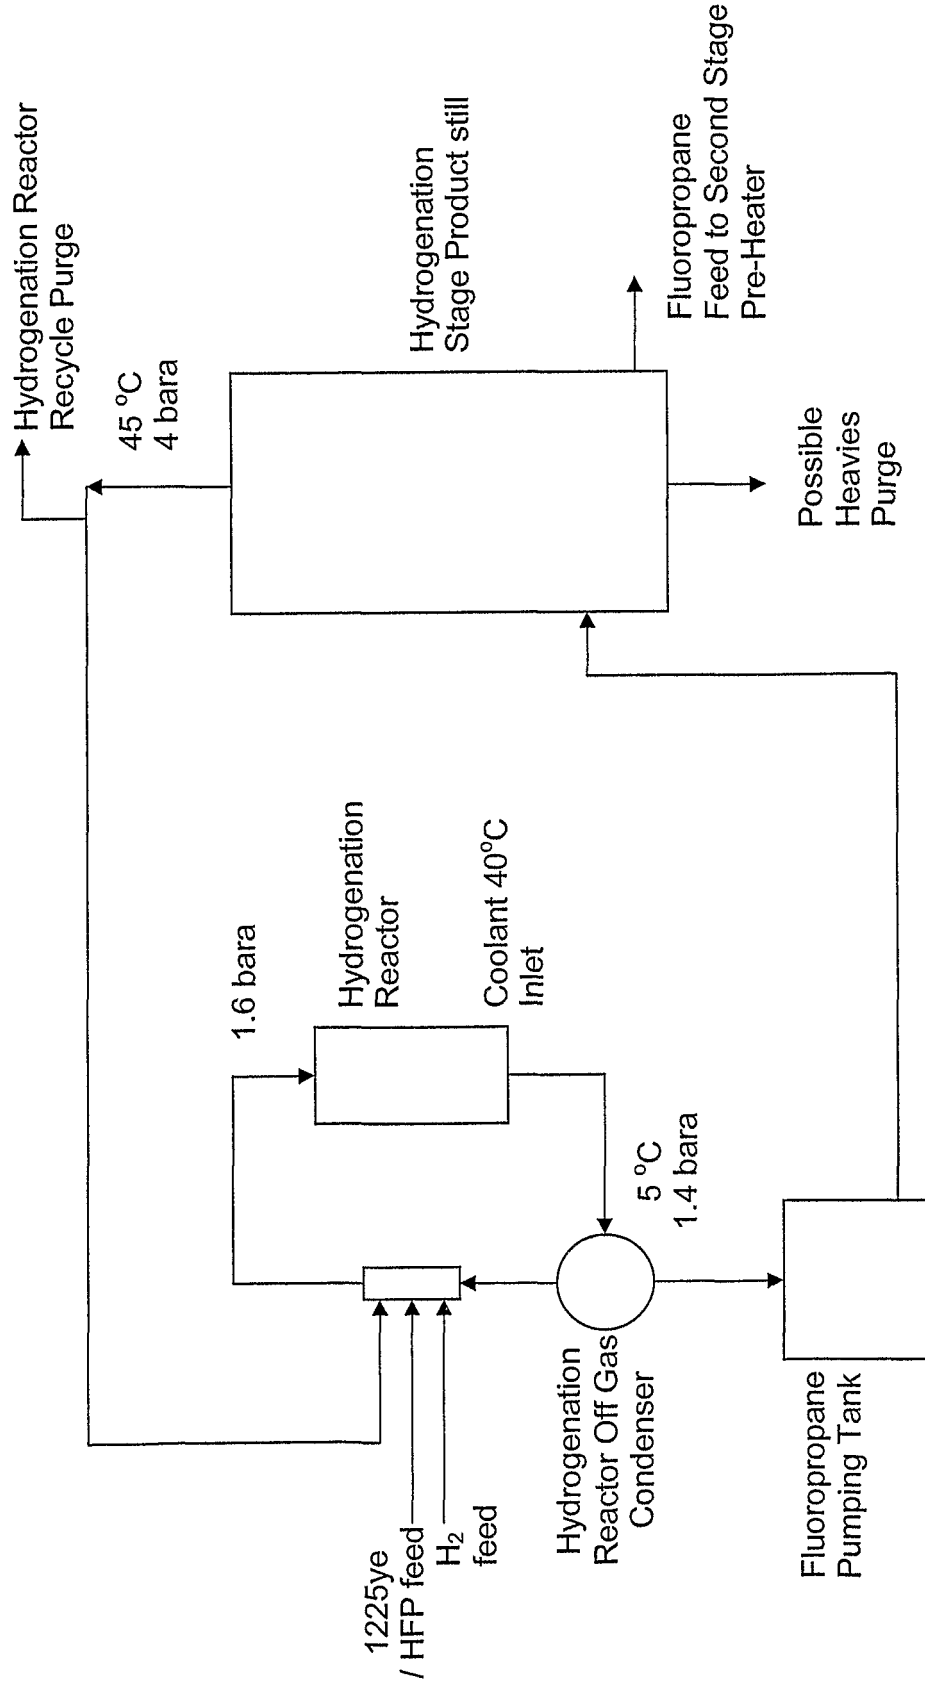 Hydrogenation Reactor
Recycle Purge
45 °C
4 bara
Hydrogenation
Stage Product still
Fluoropropane
Feed to Second Stage
Pre-Heater
Possible
Heavies
Purge
1.6 bara
Hydrogenation
Reactor
Coolant 40°C
Inlet
5 °C
1.4 bara
1225ye
/ HFP feed
H₂
feed
Hydrogenation
Reactor Off Gas
Condenser
Fluoropropane
Pumping Tank